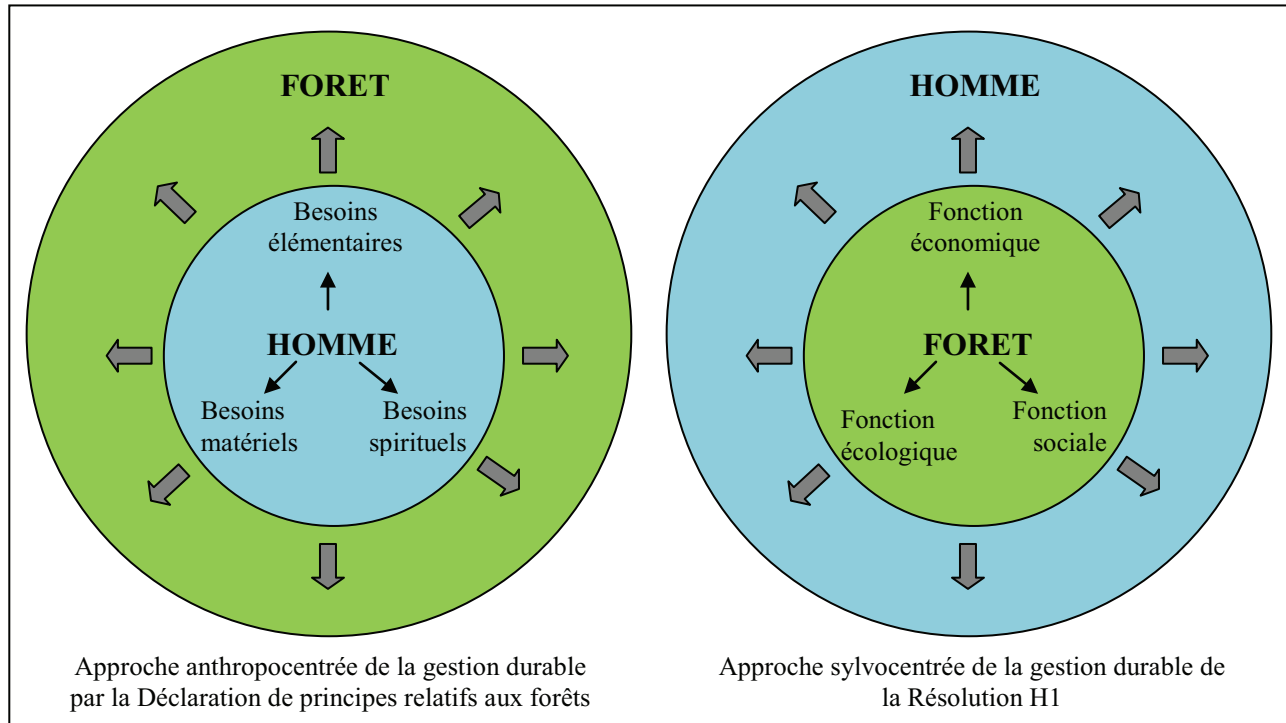 FORET
Besoins
élémentaires
HOMME
Besoins
matériels
Besoins
spirituels
Approche anthropocentrée de la gestion durable
par la Déclaration de principes relatifs aux forêts
HOMME
Fonction
économique
FORET
Fonction
écologique
Fonction
sociale
Approche sylvocentrée de la gestion durable de
la Résolution H1